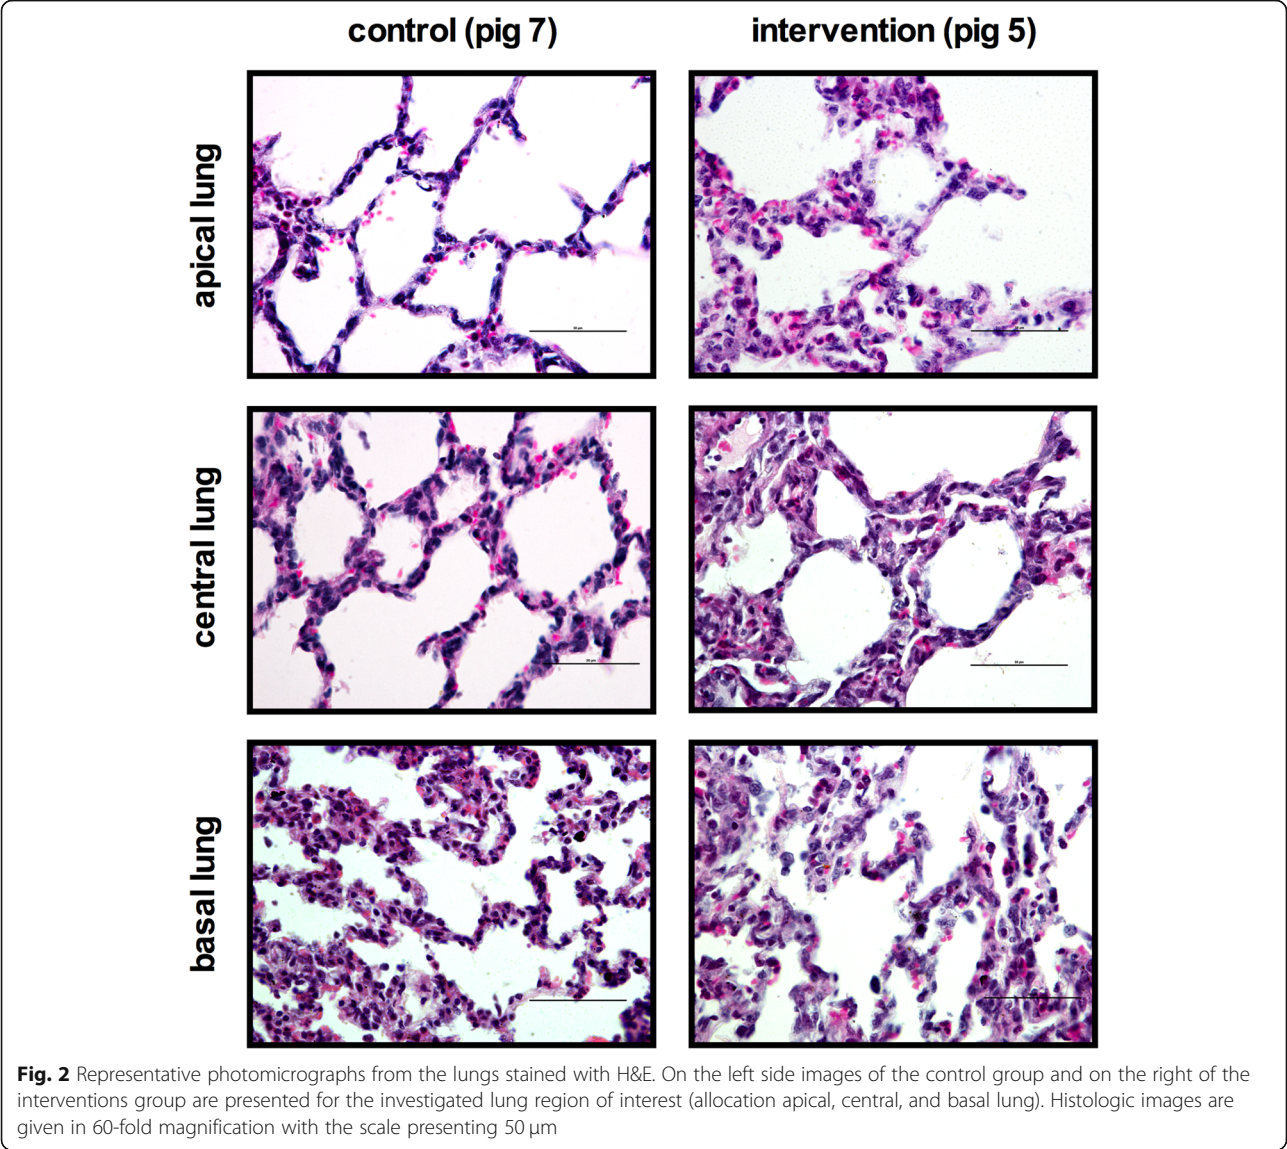 control (pig 7)
intervention (pig 5)
apical lung
central lung
basal lung
Fig. 2 Representative photomicrographs from the lungs stained with H&E. On the left side images of the control group and on the right of the
interventions group are presented for the investigated lung region of interest (allocation apical, central, and basal lung). Histologic images are
given in 60-fold magnification with the scale presenting 50 μm